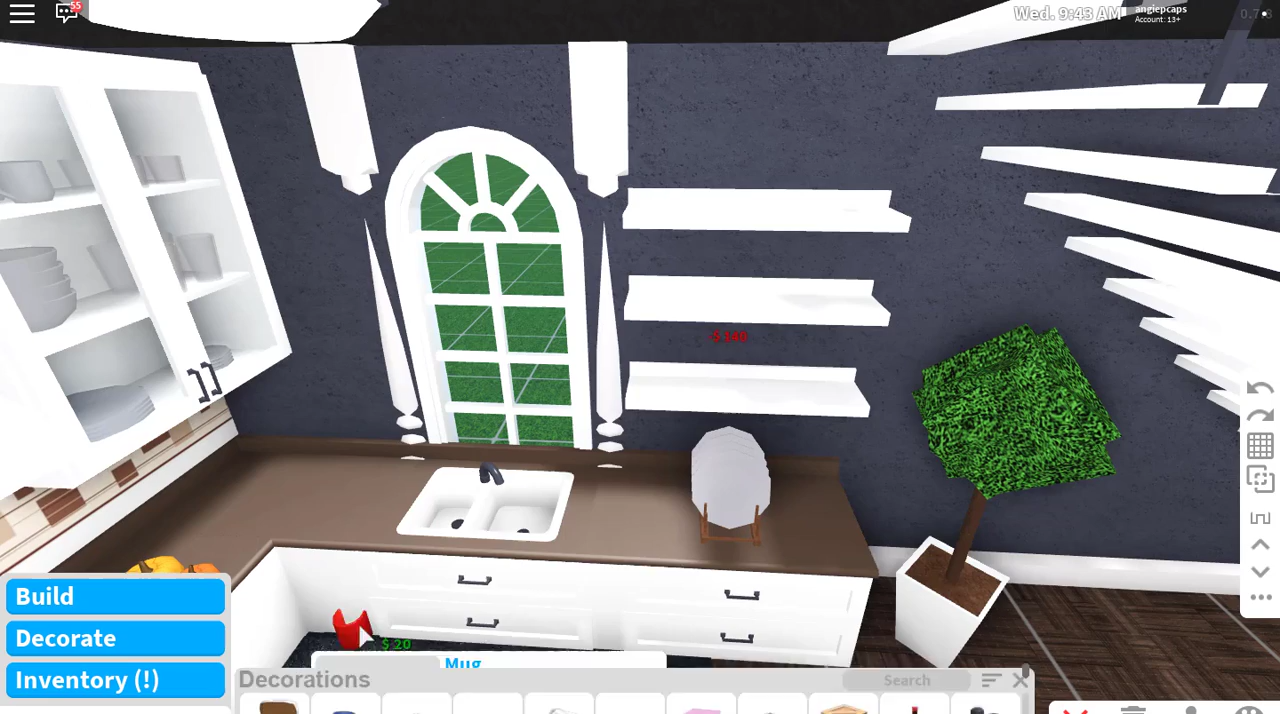 55
Wed. 9:43 AM
angiepcaps
Account: 13+
Build
Decorate
Inventory (!)
$ 20
Mug
Decorations
Search